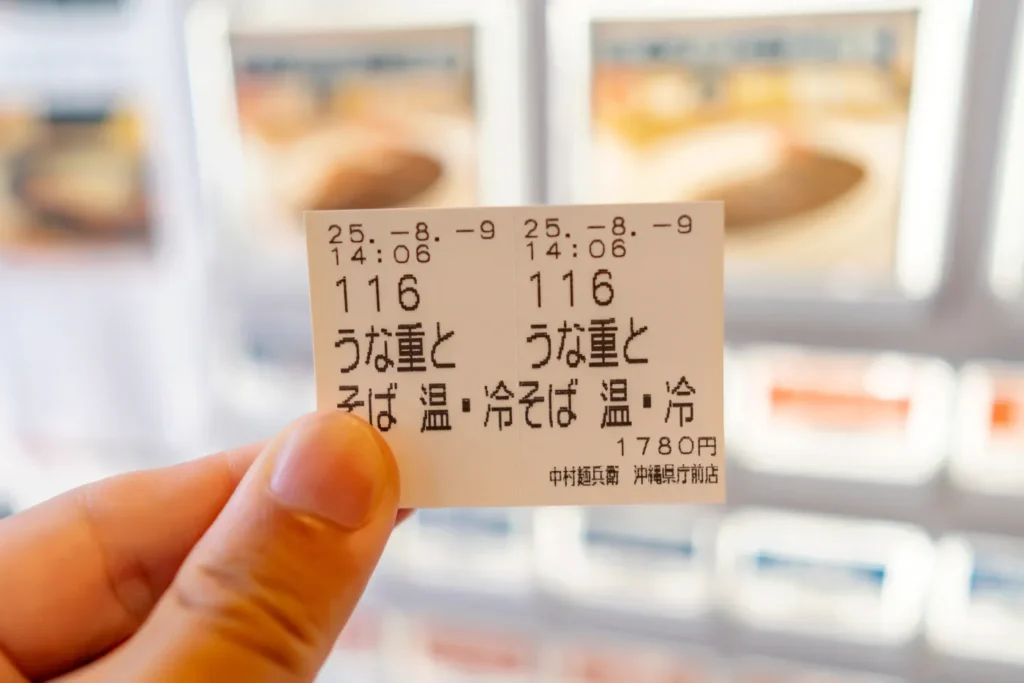 25.-8.-9
14:06
116
うな重と
そば 温・冷
25.-8.-9
14:06
116
うな重と
そば 温・冷
1780円
中村麺兵衛 沖縄県庁前店